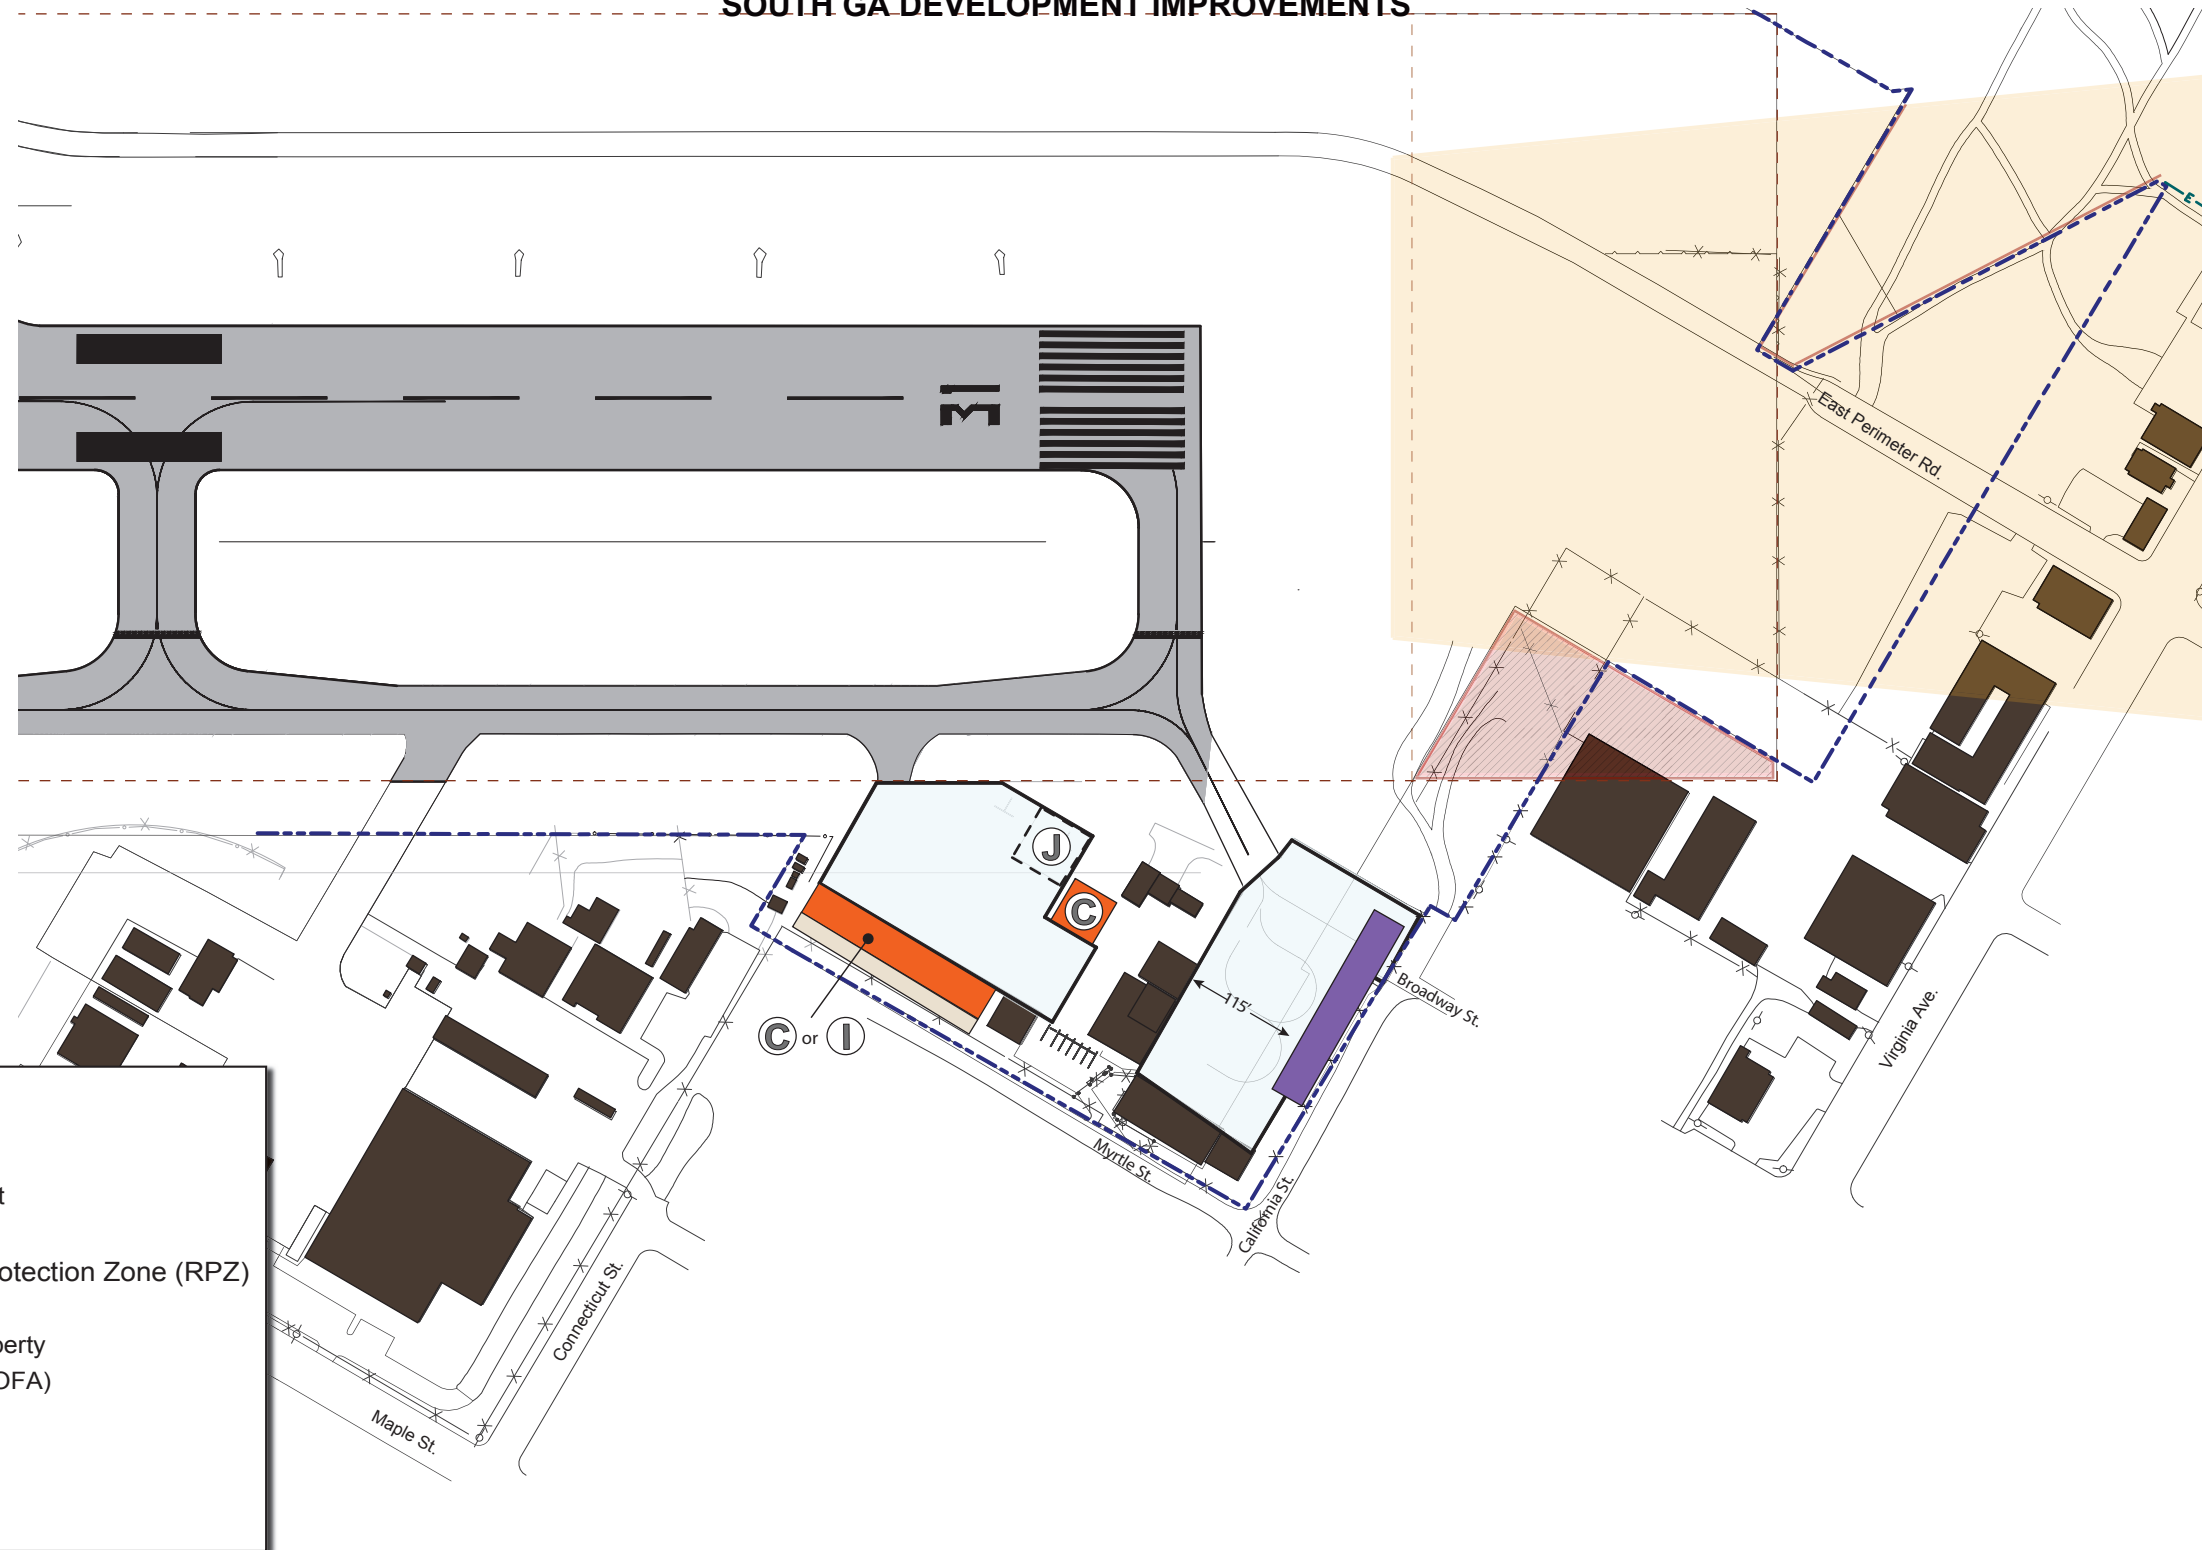 SOUTH GA DEVELOPMENT IMPROVEMENTS
E
31
East Perimeter Rd.
J
C
C or I
115'
Broadway St.
Virginia Ave.
Myrtle St.
California St.
Connecticut St.
Maple St.
t
otection Zone (RPZ)
perty
OFA)